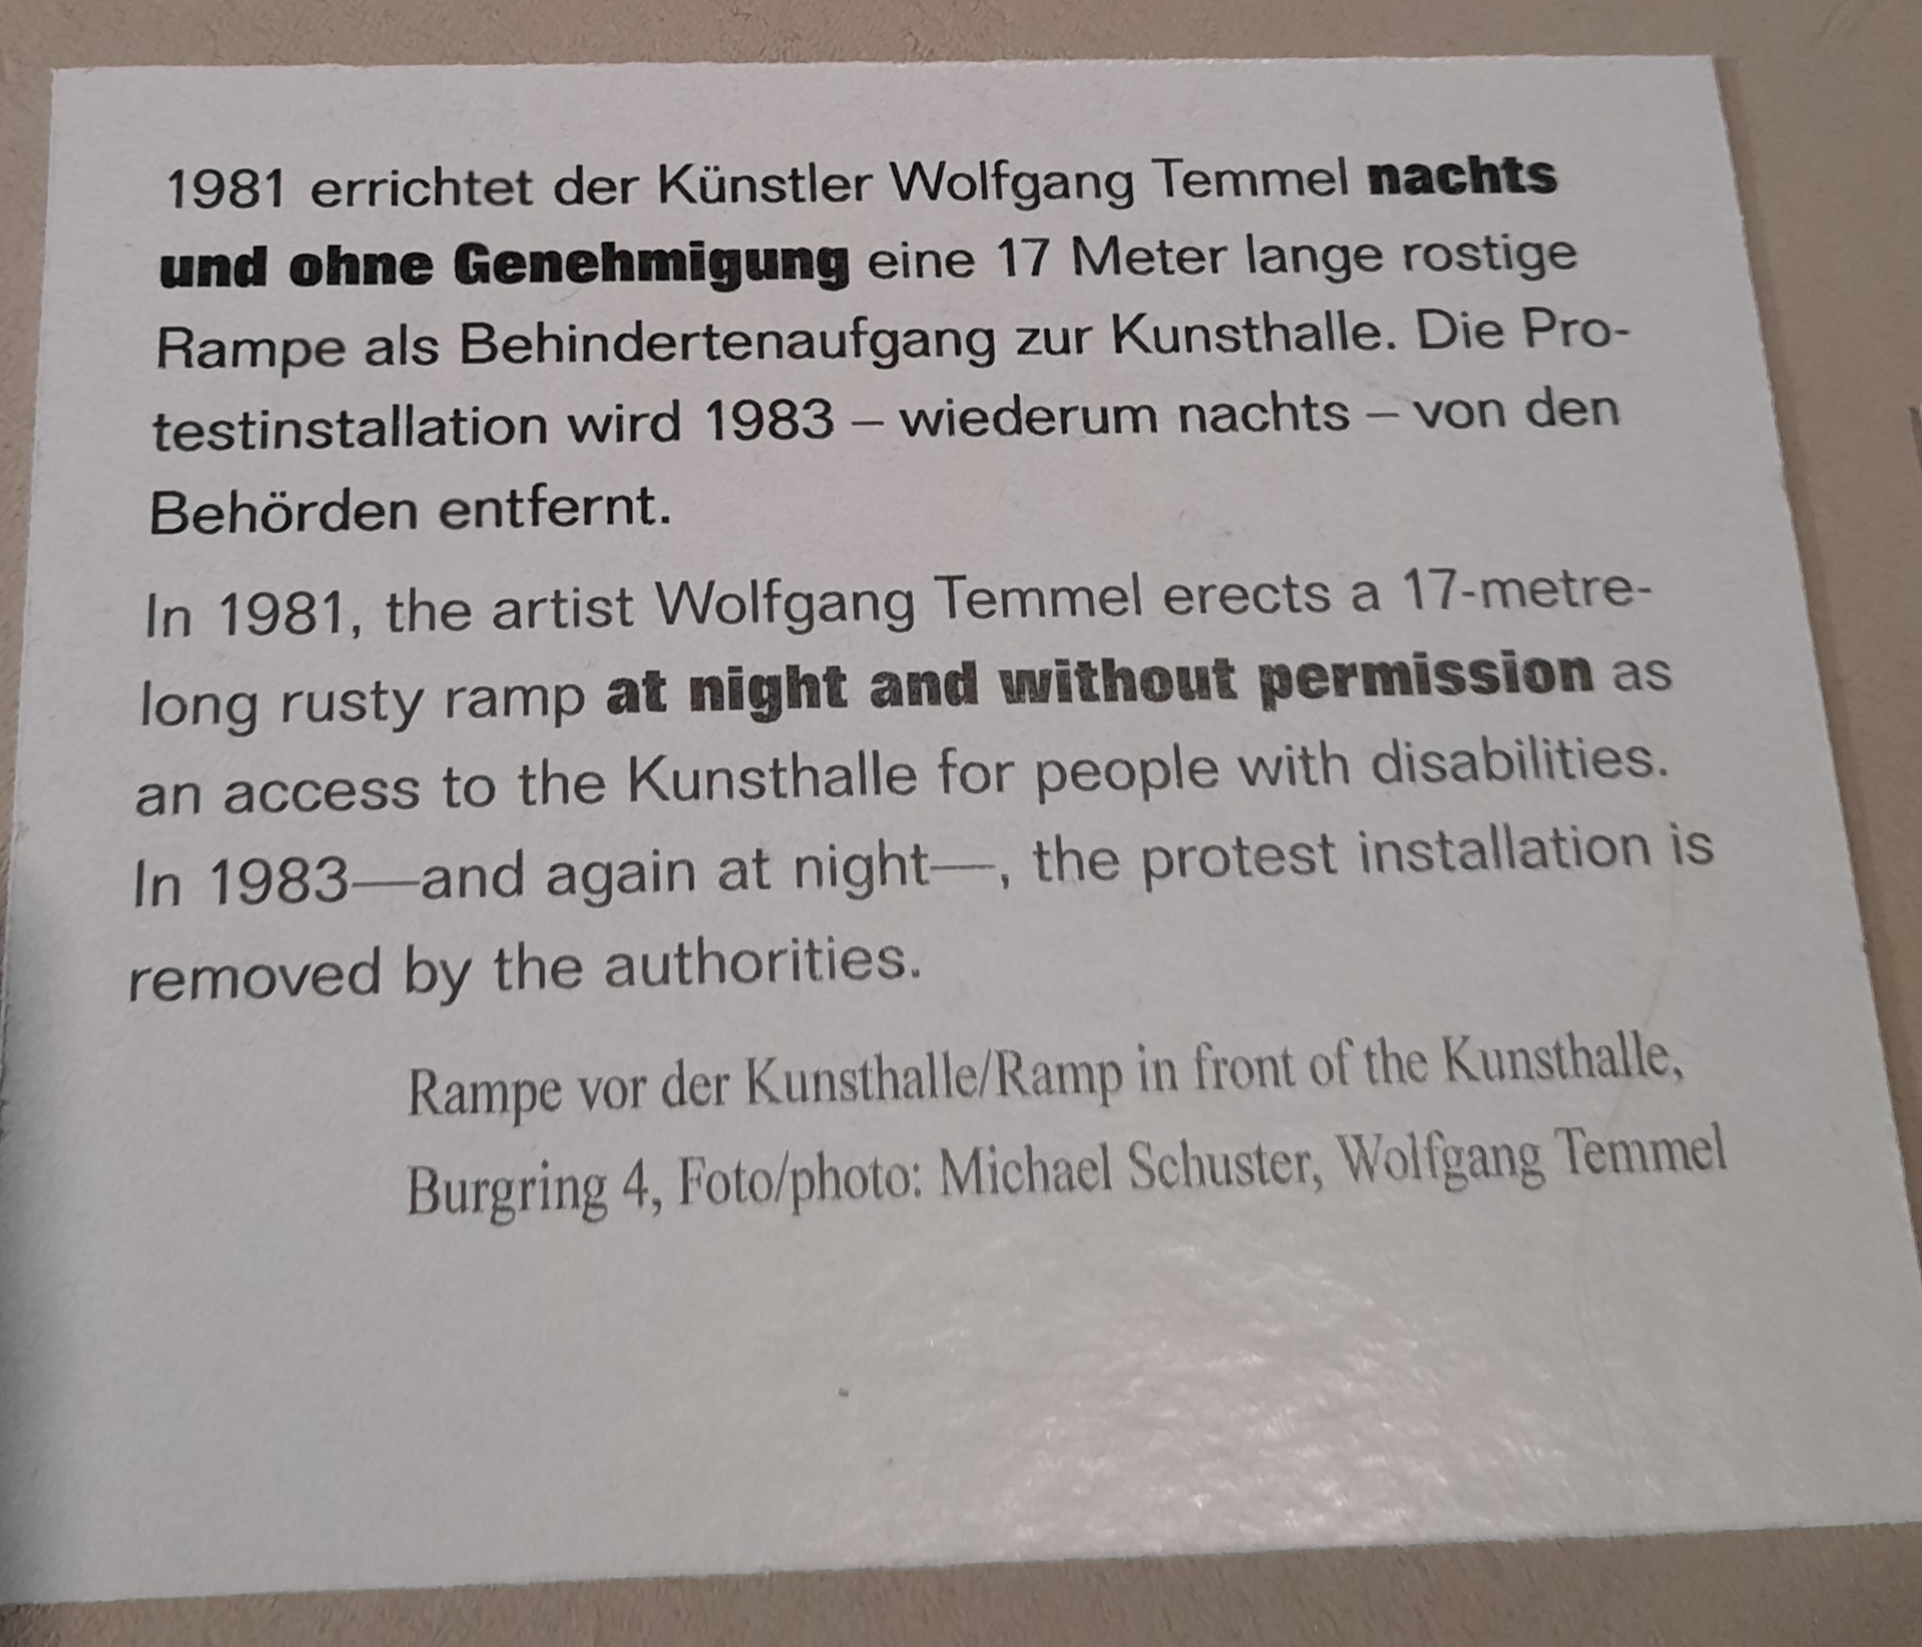 1981 errichtet der Künstler Wolfgang Temmel nachts
und ohne Genehmigung eine 17 Meter lange rostige
Rampe als Behindertenaufgang zur Kunsthalle. Die Pro-
testinstallation wird 1983 – wiederum nachts – von den
Behörden entfernt.
In 1981, the artist Wolfgang Temmel erects a 17-metre-
long rusty ramp at night and without permission as
an access to the Kunsthalle for people with disabilities.
In 1983—and again at night—, the protest installation is
removed by the authorities.
Rampe vor der Kunsthalle/Ramp in front of the Kunsthalle,
Burgring 4, Foto/photo: Michael Schuster, Wolfgang Temmel